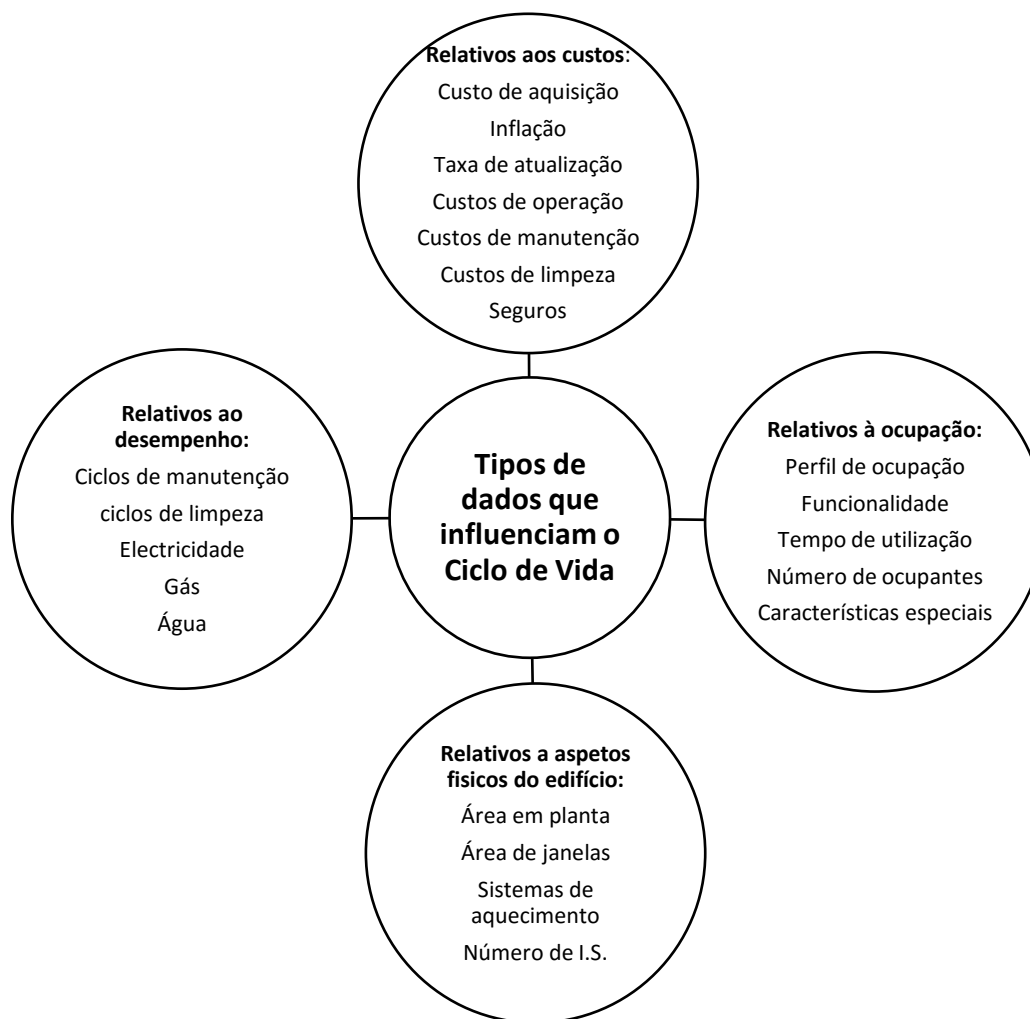 Relativos aos custos:
Custo de aquisição
Inflação
Taxa de atualização
Custos de operação
Custos de manutenção
Custos de limpeza
Seguros
Relativos ao
desempenho:
Ciclos de manutenção
ciclos de limpeza
Electricidade
Gás
Água
Tipos de
dados que
influenciam o
Ciclo de Vida
Relativos à ocupação:
Perfil de ocupação
Funcionalidade
Tempo de utilização
Número de ocupantes
Características especiais
Relativos a aspetos
fisicos do edifício:
Área em planta
Área de janelas
Sistemas de
aquecimento
Número de I.S.